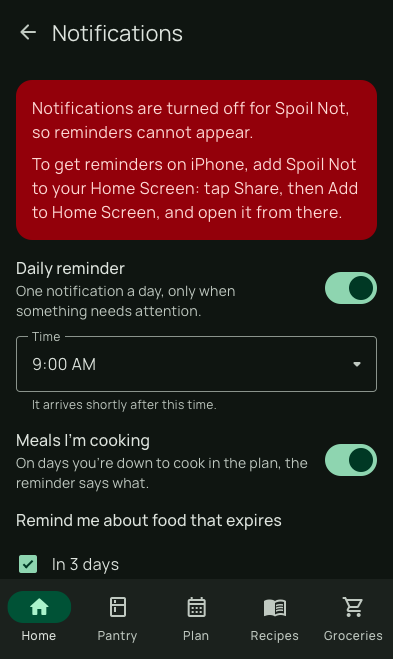 Notifications
Notifications are turned off for Spoil Not,
so reminders cannot appear.
To get reminders on iPhone, add Spoil Not
to your Home Screen: tap Share, then Add
to Home Screen, and open it from there.
Daily reminder
One notification a day, only when
something needs attention.
Time
9:00 AM
It arrives shortly after this time.
Meals I'm cooking
On days you're down to cook in the plan, the
reminder says what.
Remind me about food that expires
In 3 days
Home
Pantry
Plan
Recipes
Groceries